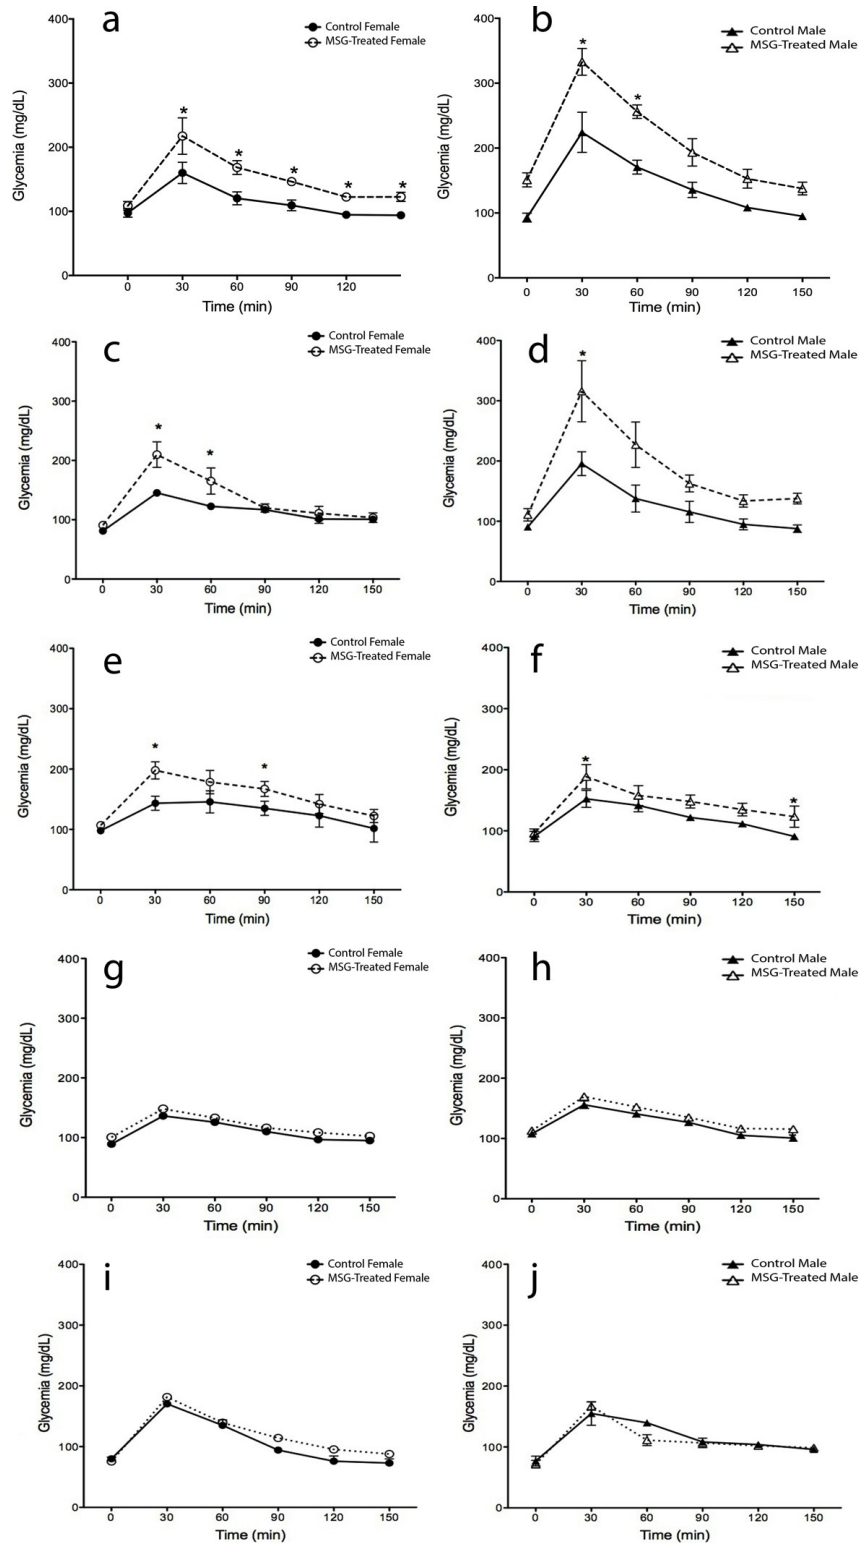 a
Control Female
MSG-Treated Female
Glycemia (mg/dL)
400
300
200
100
0
*
*
*
*
*
0 30 60 90 120
Time (min)
b
Control Male
MSG-Treated Male
Glycemia (mg/dL)
400
300
200
100
0
*
*
0 30 60 90 120 150
Time (min)
c
Control Female
MSG-Treated Female
Glycemia (mg/dL)
400
300
200
100
0
*
*
0 30 60 90 120 150
Time (min)
d
Control Male
MSG-Treated Male
Glycemia (mg/dL)
400
300
200
100
0
*
0 30 60 90 120 150
Time (min)
e
Control Female
MSG-Treated Female
Glycemia (mg/dL)
400
300
200
100
0
*
*
0 30 60 90 120 150
Time (min)
f
Control Male
MSG-Treated Male
Glycemia (mg/dL)
400
300
200
100
0
*
*
0 30 60 90 120 150
Time (min)
g
Control Female
MSG-Treated Female
Glycemia (mg/dL)
400
300
200
100
0
0 30 60 90 120 150
Time (min)
h
Control Male
MSG-Treated Male
Glycemia (mg/dL)
400
300
200
100
0
0 30 60 90 120 150
Time (min)
i
Control Female
MSG-Treated Female
Glycemia (mg/dL)
400
300
200
100
0
0 30 60 90 120 150
Time (min)
j
Control Male
MSG-Treated Male
Glycemia (mg/dL)
400
300
200
100
0
0 30 60 90 120 150
Time (min)